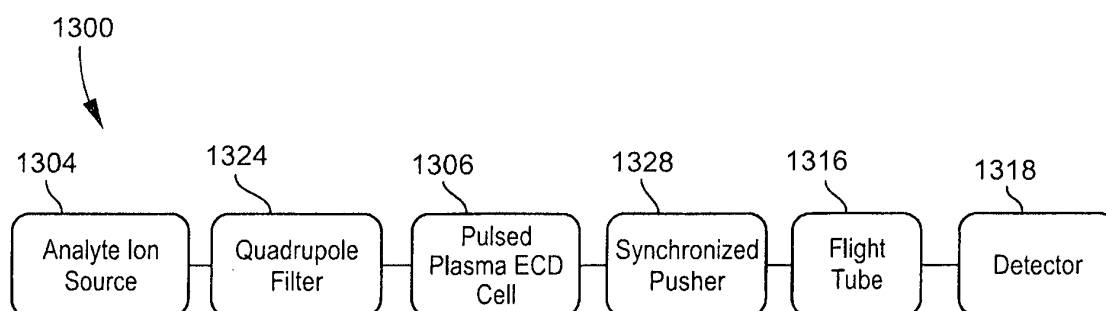 1300
1304
1324
1306
1328
1316
1318
Analyte Ion
Source
Quadrupole
Filter
Pulsed
Plasma ECD
Cell
Synchronized
Pusher
Flight
Tube
Detector